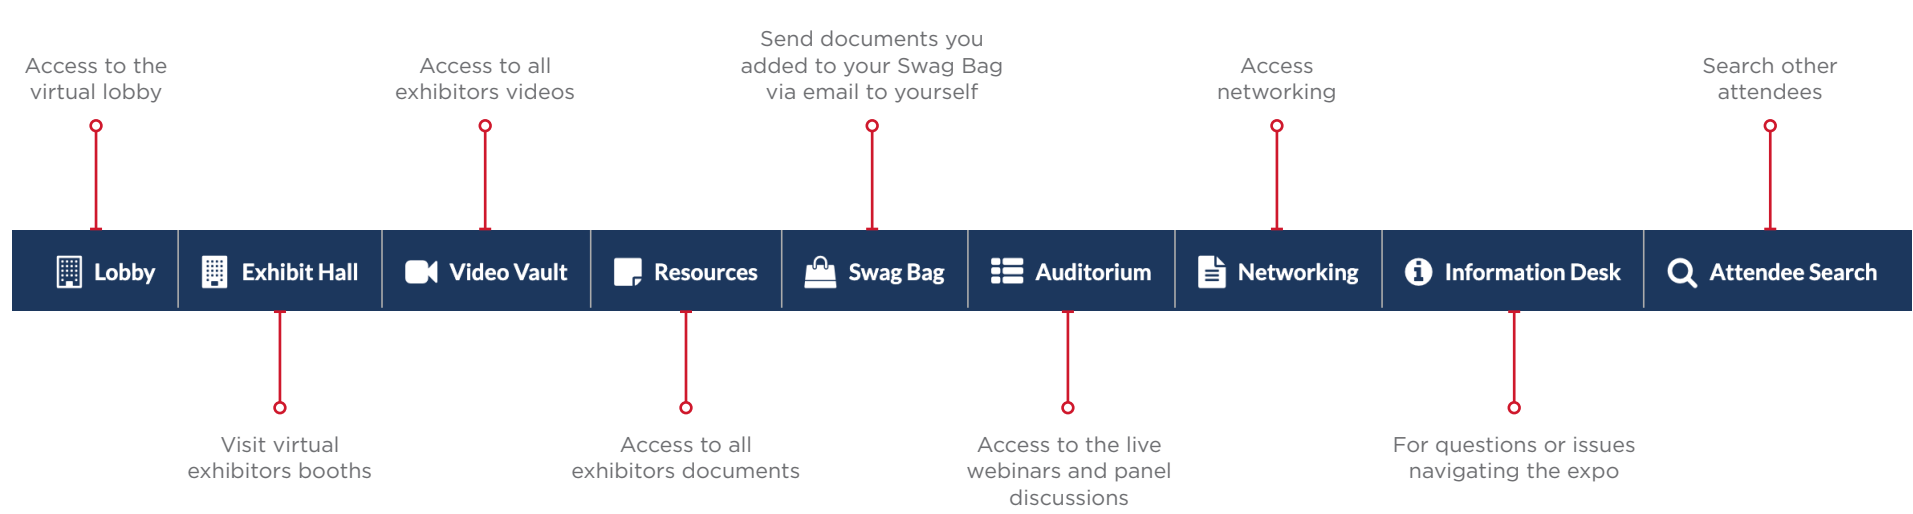 Access to the
virtual lobby
Access to all
exhibitors videos
Send documents you
added to your Swag Bag
via email to yourself
Access
networking
Search other
attendees
Lobby
Exhibit Hall
Video Vault
Resources
Swag Bag
Auditorium
Networking
Information Desk
Attendee Search
Visit virtual
exhibitors booths
Access to all
exhibitors documents
Access to the live
webinars and panel
discussions
For questions or issues
navigating the expo